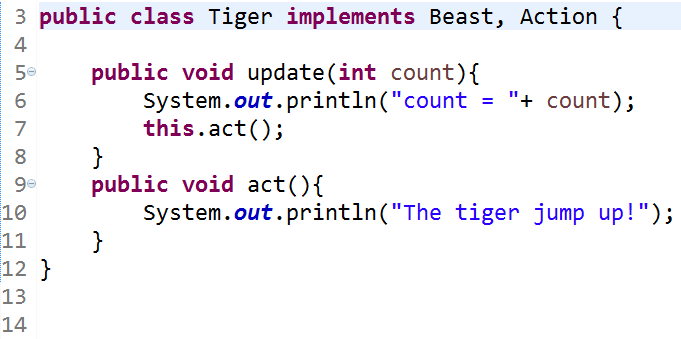 3 public class Tiger implements Beast, Action {
4
5 public void update(int count){
6 System.out.println("count = "+ count);
7 this.act();
8 }
9 public void act(){
10 System.out.println("The tiger jump up!");
11 }
12 }
13
14